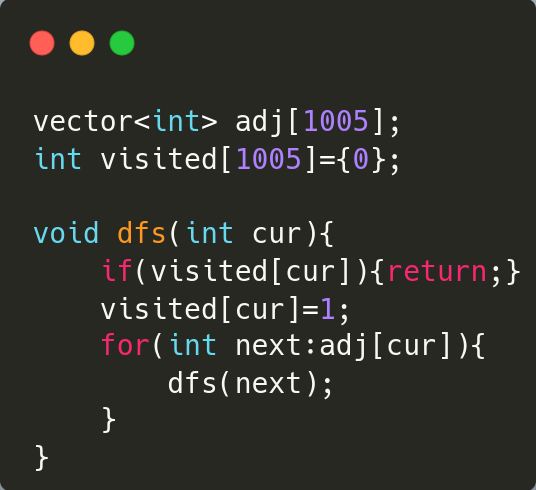 vector<int> adj[1005];
int visited[1005]={0};

void dfs(int cur){
    if(visited[cur]){return;}
    visited[cur]=1;
    for(int next:adj[cur]){
        dfs(next);
    }
}